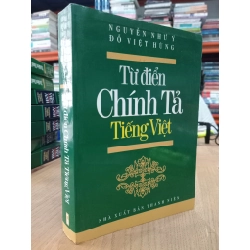 NGUYỄN NHƯ Ý
ĐỖ VIỆT HÙNG
Từ điển
Chính Tả
Tiếng Việt
NHÀ XUẤT BẢN THANH NIÊN
Từ điển Chính Tả Tiếng Việt